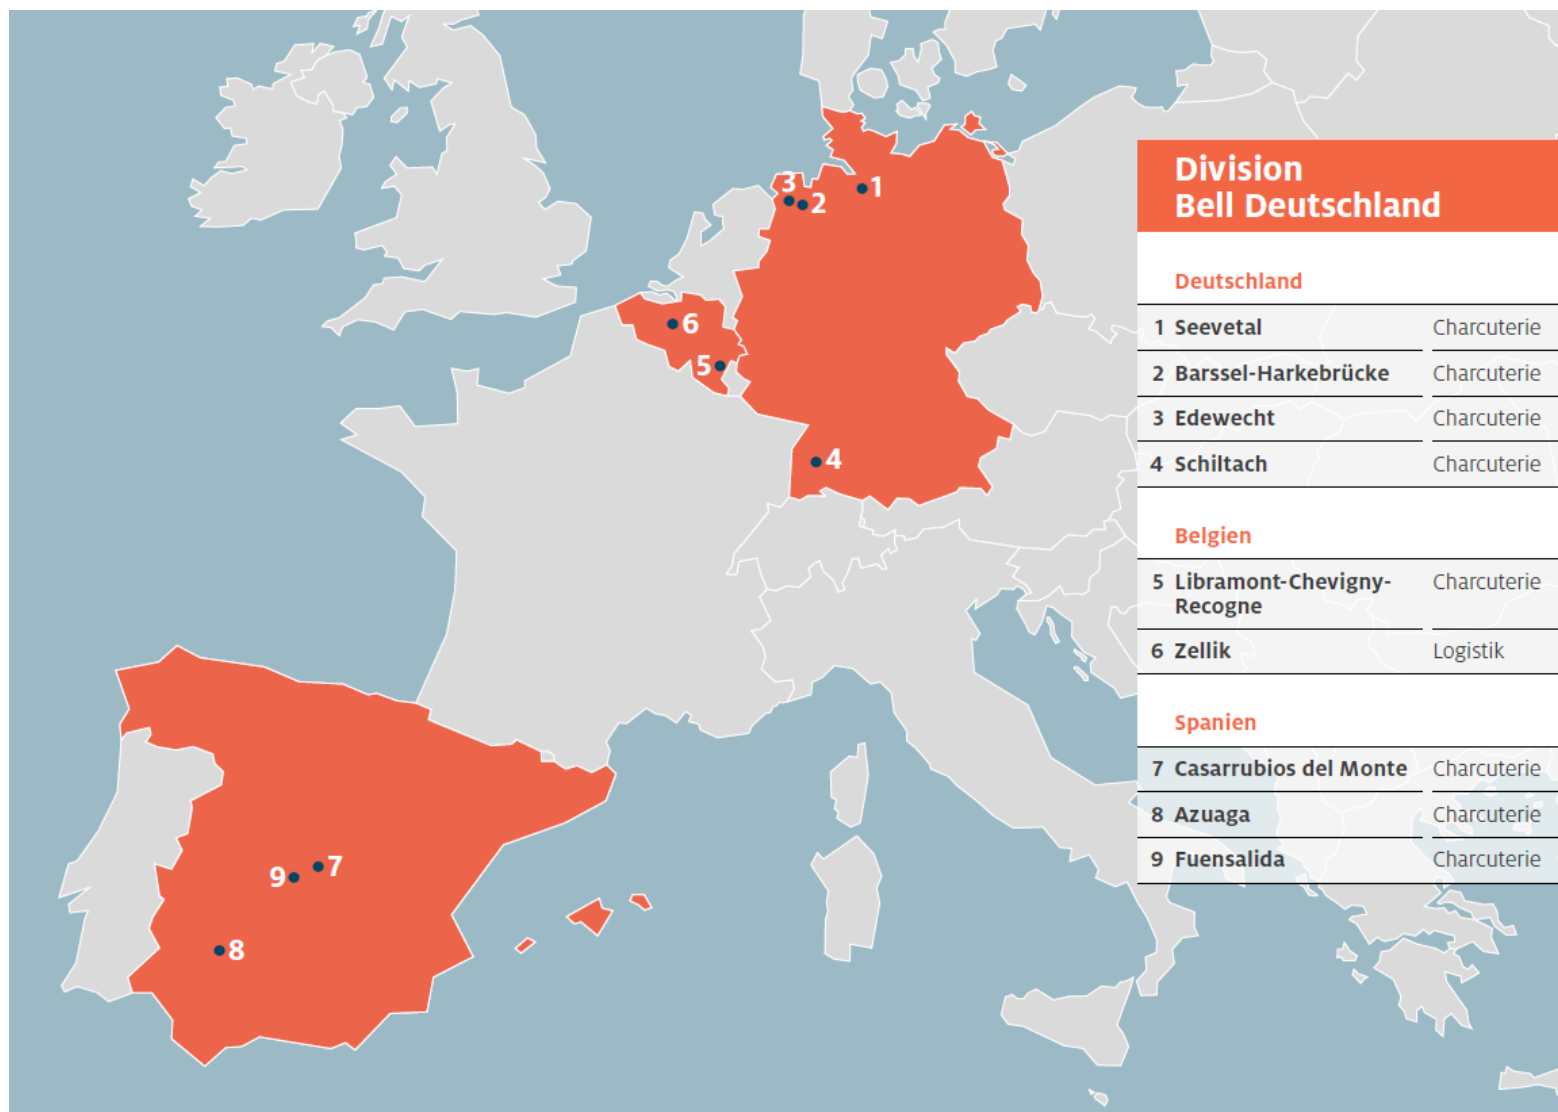 Division
Bell Deutschland
Deutschland
1 Seevetal Charcuterie
2 Barssel-Harkebrücke Charcuterie
3 Edewecht Charcuterie
4 Schiltach Charcuterie
Belgien
5 Libramont-Chevigny- Charcuterie
Recogne
6 Zellik Logistik
Spanien
7 Casarrubios del Monte Charcuterie
8 Azuaga Charcuterie
9 Fuensalida Charcuterie
3
1
2
6
5
4
7
9
8